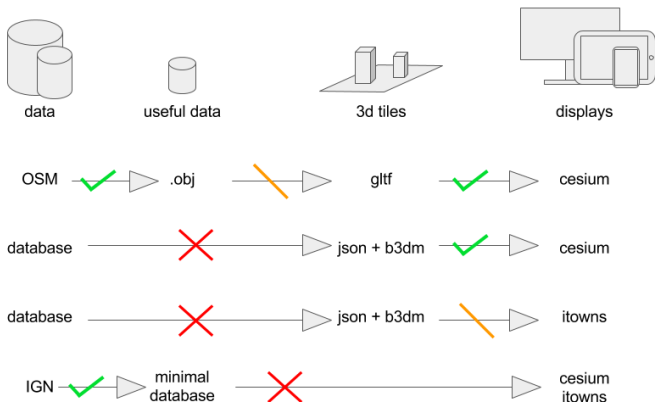 data useful data 3d tiles displays
OSM .obj gltf cesium
database json + b3dm cesium
database json + b3dm itowns
IGN minimal database cesium itowns